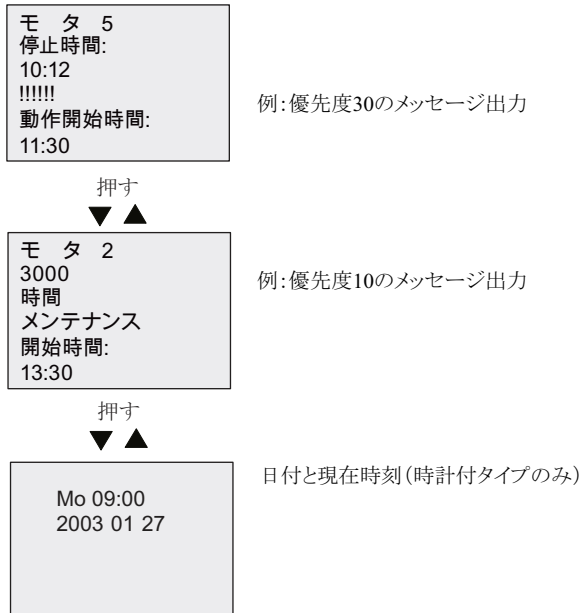 モ タ 5
停止時間:
10:12
!!!!!!
動作開始時間:
11:30
例:優先度30のメッセージ出力
押す
▼ ▲
モ タ 2
3000
時間
メンテナンス
開始時間:
13:30
例:優先度10のメッセージ出力
押す
▼ ▲
Mo 09:00
2003 01 27
日付と現在時刻(時計付タイプのみ)